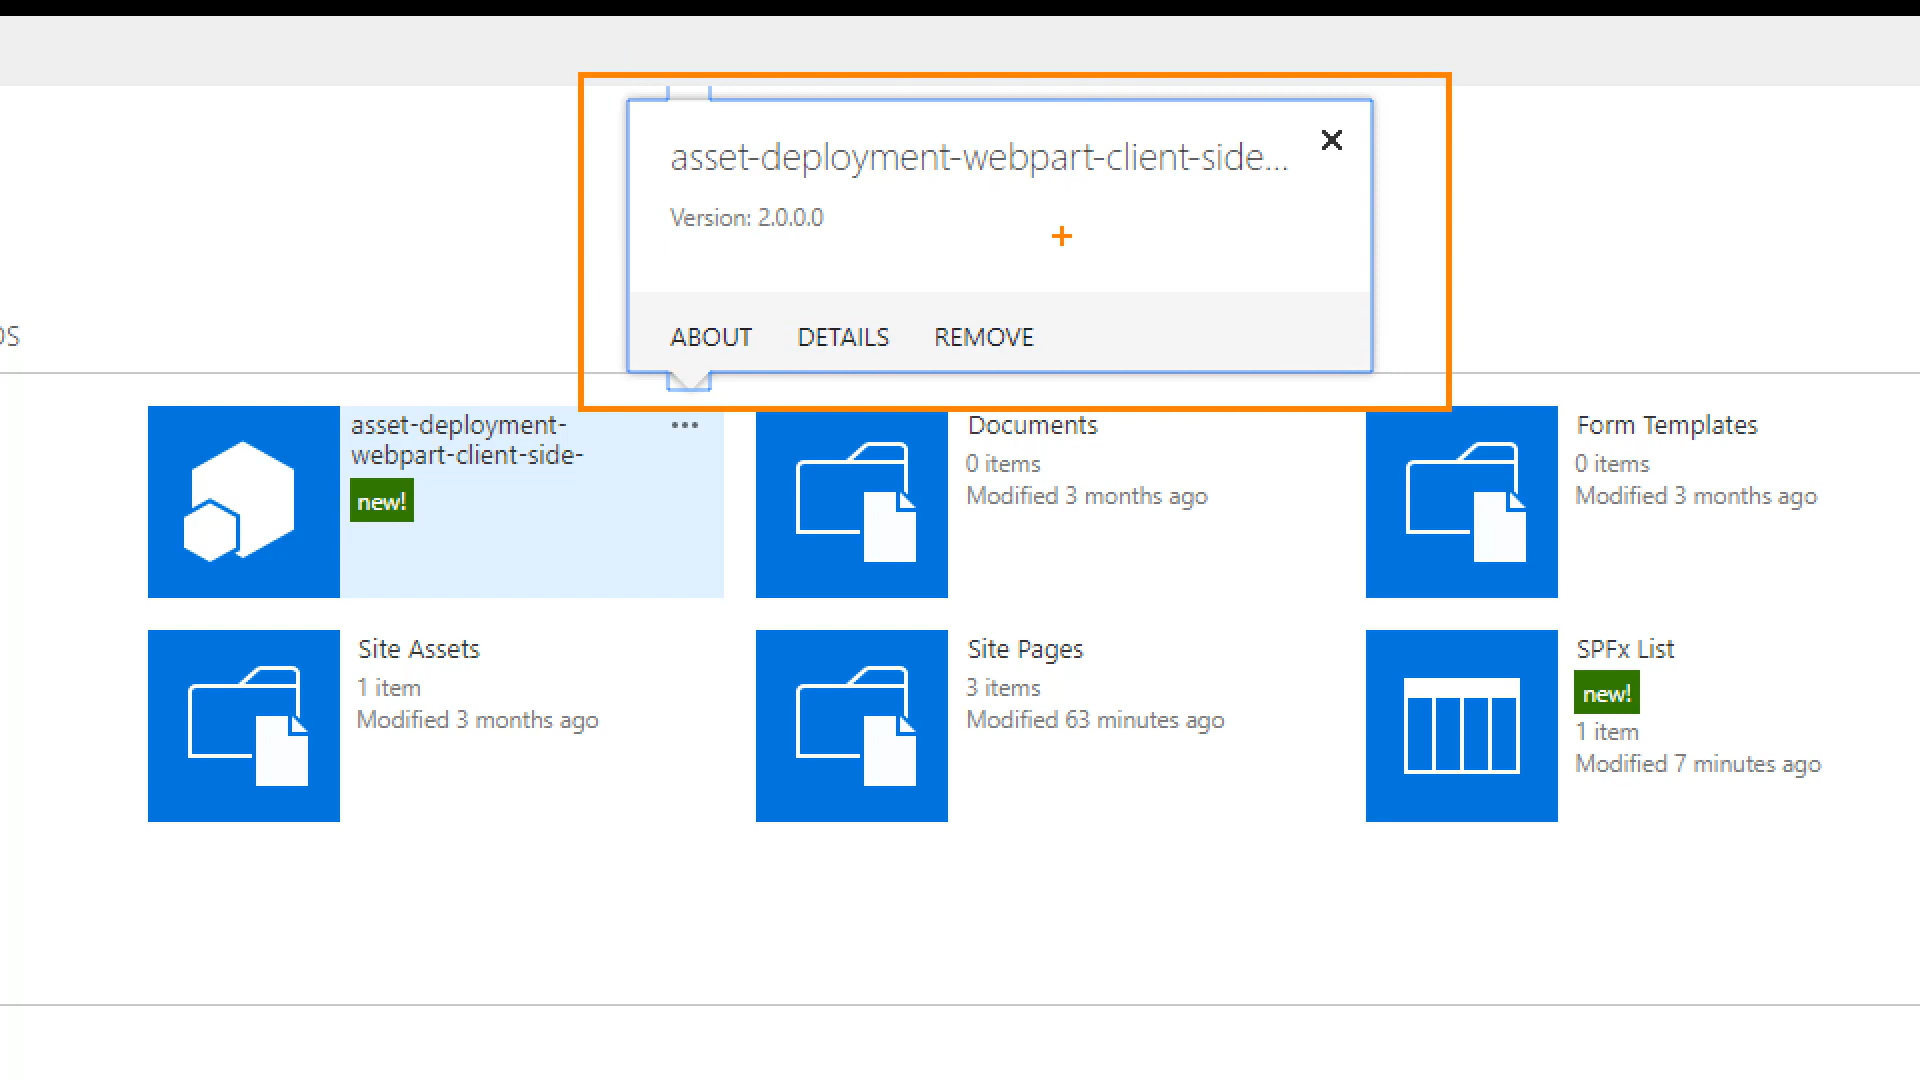 asset-deployment-webpart-client-side...
Version: 2.0.0.0
ABOUT DETAILS REMOVE
asset-deployment-
webpart-client-side-
new!
Documents
0 items
Modified 3 months ago
Form Templates
0 items
Modified 3 months ago
Site Assets
1 item
Modified 3 months ago
Site Pages
3 items
Modified 63 minutes ago
SPFx List
new!
1 item
Modified 7 minutes ago